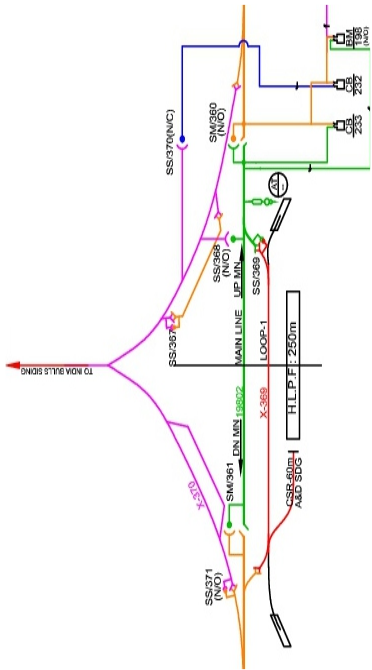 BM
198
(N/O)
CB
232
CB
233
SS/370(N/C)
SM/360
(N/O)
AT
SS/368
(N/O)
UP MN
SS/369
SS/367
MAIN LINE
LOOP-1
TO INDIA BULLS SIDING
H.L.P.F : 250m
19802
X-369
DN MN
X-370
SM/361
CSR-60m
A&D SDG
SS/371
(N/O)